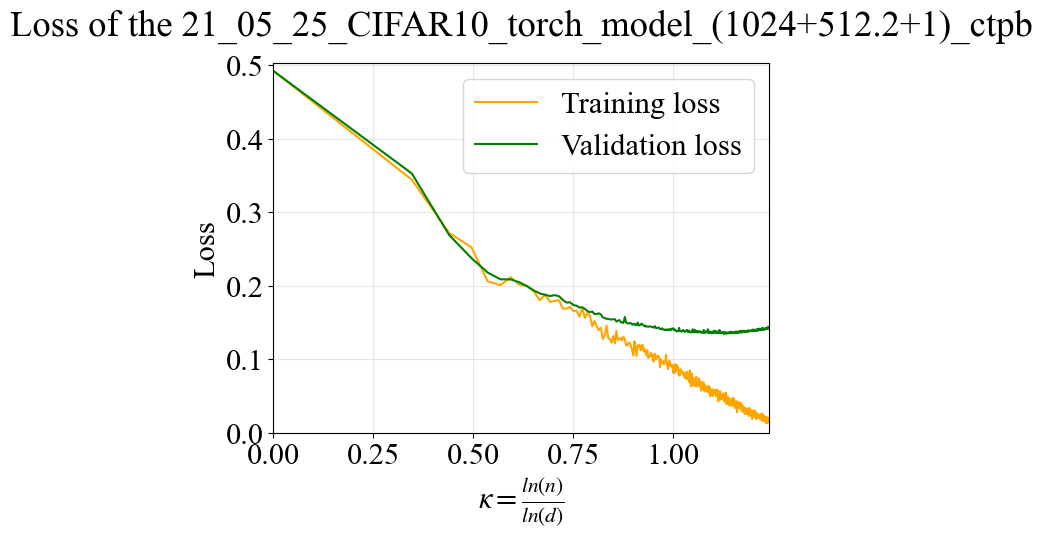 Loss of the 21_05_25_CIFAR10_torch_model_(1024+512.2+1)_ctpb
Training loss
Validation loss
Loss
0.5
0.4
0.3
0.2
0.1
0.0
0.00 0.25 0.50 0.75 1.00
κ = ln(n)/ln(d)